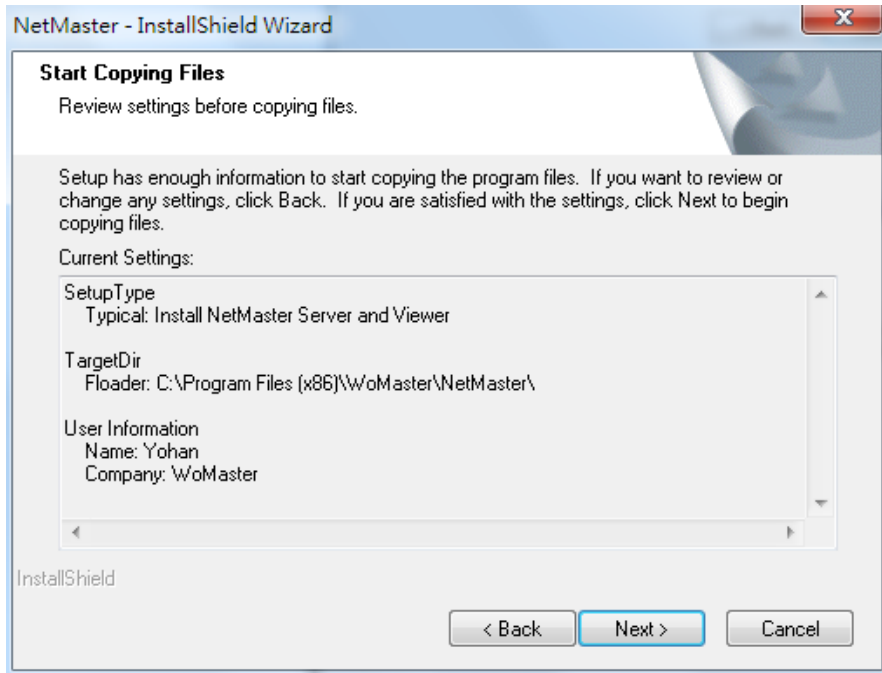 NetMaster - InstallShield Wizard
Start Copying Files
Review settings before copying files.
Setup has enough information to start copying the program files.  If you want to review or
change any settings, click Back.  If you are satisfied with the settings, click Next to begin
copying files.
Current Settings:
SetupType
Typical: Install NetMaster Server and Viewer
TargetDir
Floader: C:\Program Files (x86)\WoMaster\NetMaster\
User Information
Name: Yohan
Company: WoMaster
InstallShield
< Back
Next >
Cancel